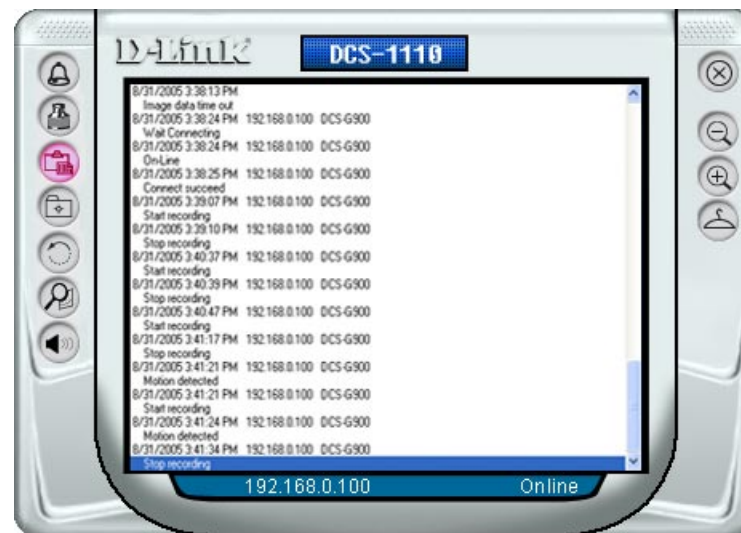 D-Link
DCS-1110
8/31/2005 3:38:13 PM
Image data time out
8/31/2005 3:38:24 PM 192.168.0.100 DCS-G900
Wait Connecting
8/31/2005 3:38:24 PM 192.168.0.100 DCS-G900
On-Line
8/31/2005 3:38:25 PM 192.168.0.100 DCS-G900
Connect succeed
8/31/2005 3:39:07 PM 192.168.0.100 DCS-G900
Start recording
8/31/2005 3:39:10 PM 192.168.0.100 DCS-G900
Stop recording
8/31/2005 3:40:37 PM 192.168.0.100 DCS-G900
Start recording
8/31/2005 3:40:39 PM 192.168.0.100 DCS-G900
Stop recording
8/31/2005 3:40:47 PM 192.168.0.100 DCS-G900
Start recording
8/31/2005 3:41:17 PM 192.168.0.100 DCS-G900
Stop recording
8/31/2005 3:41:21 PM 192.168.0.100 DCS-G900
Motion detected
8/31/2005 3:41:21 PM 192.168.0.100 DCS-G900
Start recording
8/31/2005 3:41:24 PM 192.168.0.100 DCS-G900
Motion detected
8/31/2005 3:41:34 PM 192.168.0.100 DCS-G900
Stop recording
192.168.0.100 Online